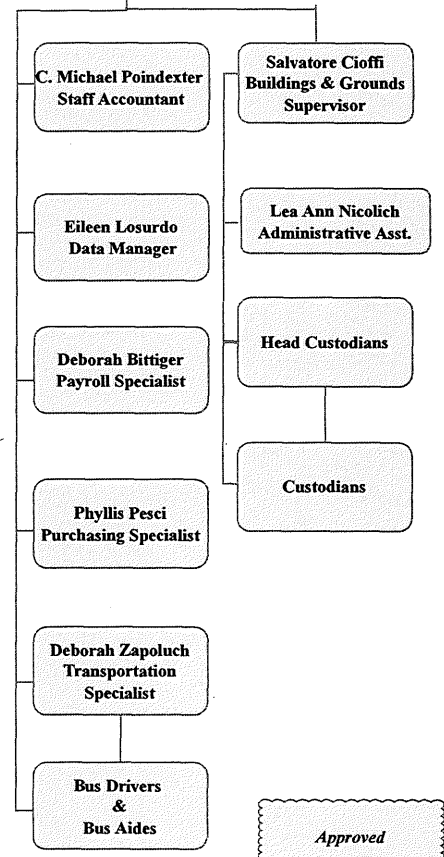 C. Michael Poindexter
Staff Accountant
Eileen Losurdo
Data Manager
Deborah Bittiger
Payroll Specialist
Phyllis Pesci
Purchasing Specialist
Deborah Zapoluch
Transportation
Specialist
Bus Drivers
&
Bus Aides
Salvatore Cioffi
Buildings & Grounds
Supervisor
Lea Ann Nicolich
Administrative Asst.
Head Custodians
Custodians
Approved